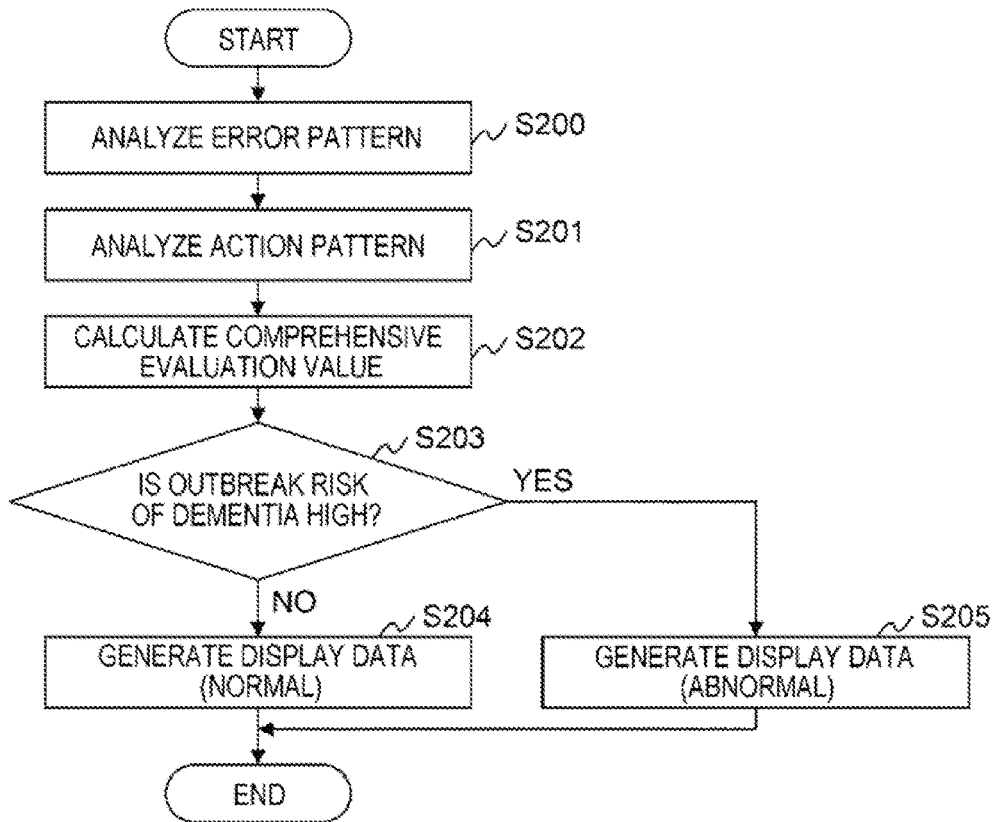 START
ANALYZE ERROR PATTERN
S200
ANALYZE ACTION PATTERN
S201
CALCULATE COMPREHENSIVE
EVALUATION VALUE
S202
S203
IS OUTBREAK RISK
OF DEMENTIA HIGH?
YES
NO
S204
GENERATE DISPLAY DATA
(NORMAL)
S205
GENERATE DISPLAY DATA
(ABNORMAL)
END